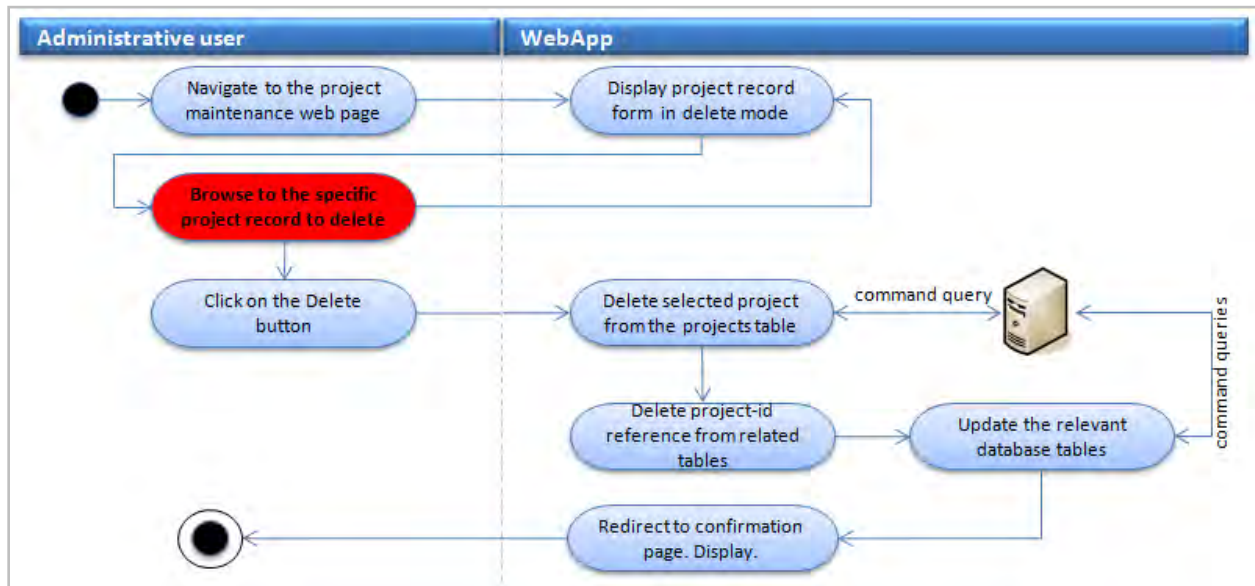 Administrative user
WebApp
Navigate to the project
maintenance web page
Display project record
form in delete mode
Browse to the specific
project record to delete
Click on the Delete
button
Delete selected project
from the projects table
command query
command queries
Delete project-id
reference from related
tables
Update the relevant
database tables
Redirect to confirmation
page. Display.